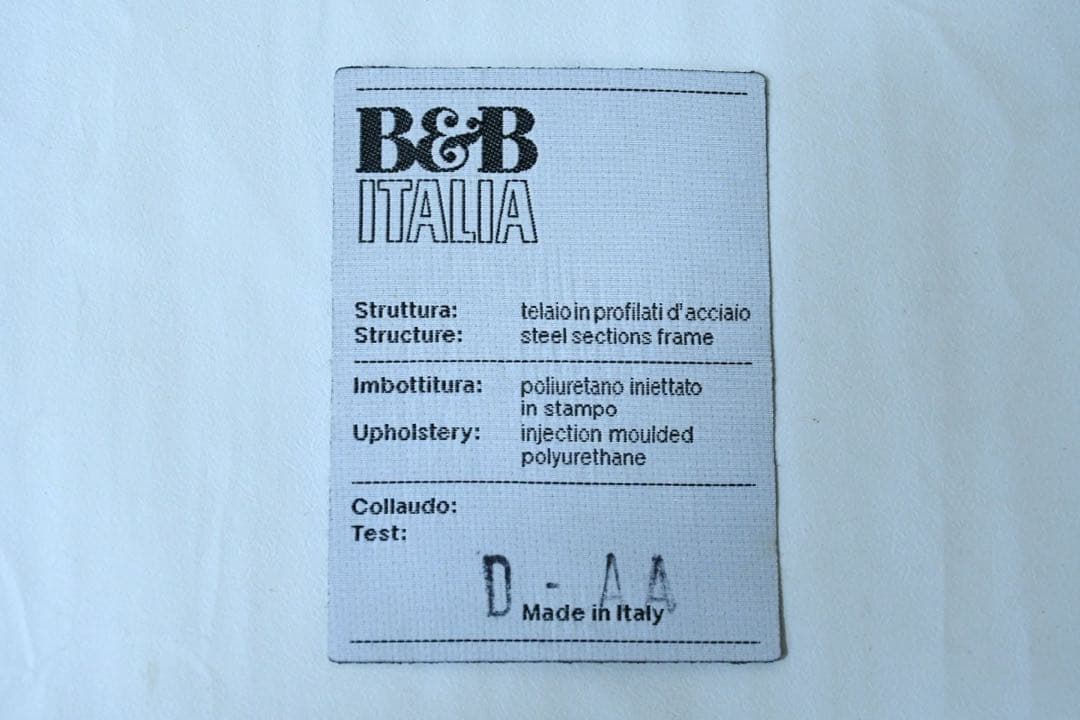 B&B
ITALIA
Struttura: telaio in profilati d'acciaio
Structure: steel sections frame
Imbottitura: poliuretano iniettato
in stampo
Upholstery: injection moulded
polyurethane
Collaudo:
Test:
D - AA
Made in Italy